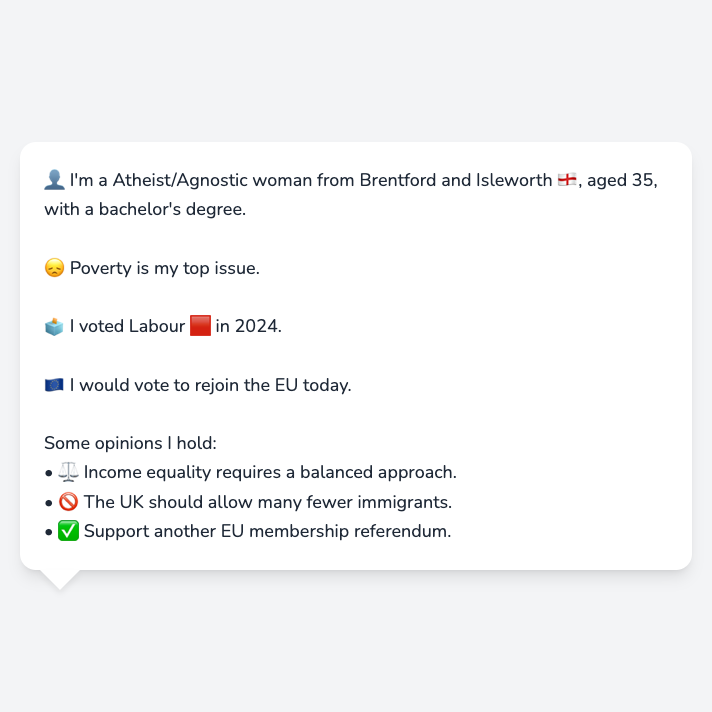 👤 I'm a Atheist/Agnostic woman from Brentford and Isleworth 🏴󠁧󠁢󠁥󠁮󠁧󠁿, aged 35,
with a bachelor's degree.
😞 Poverty is my top issue.
🗳️ I voted Labour 🟥 in 2024.
🇪🇺 I would vote to rejoin the EU today.
Some opinions I hold:
• ⚖️ Income equality requires a balanced approach.
• 🚫 The UK should allow many fewer immigrants.
• ✅ Support another EU membership referendum.